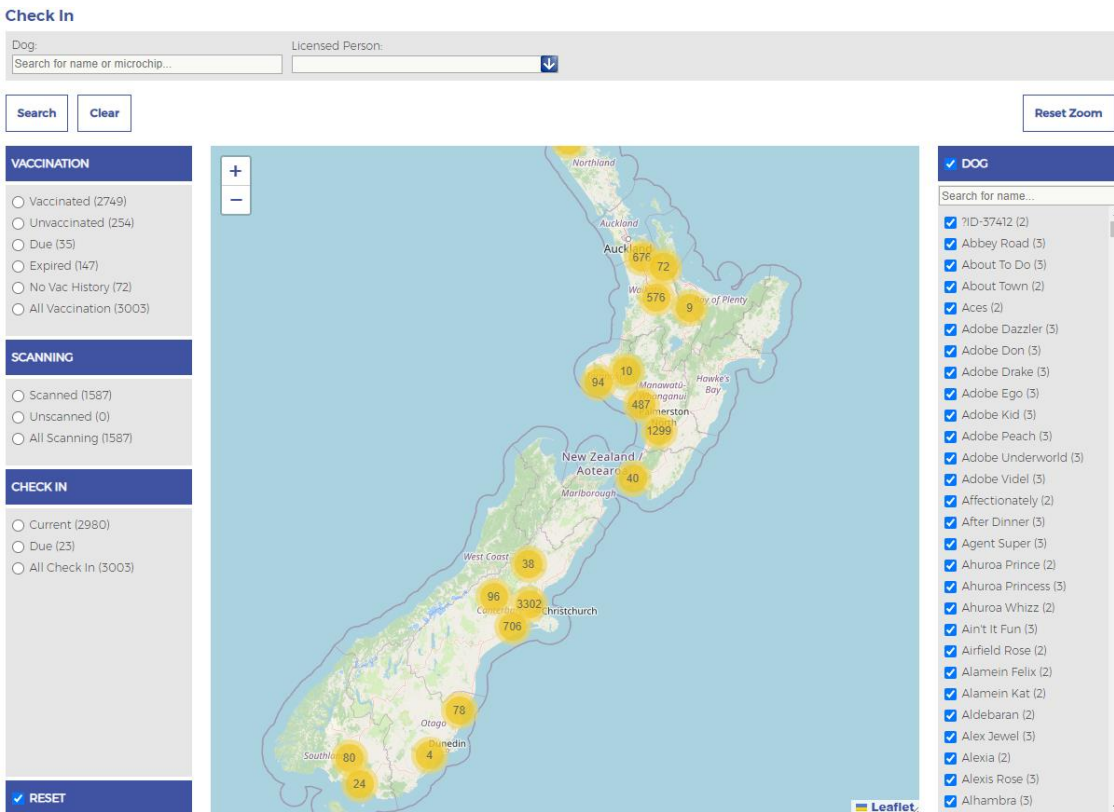 Check In
Dog:
Licensed Person:
Search for name or microchip...
Search
Clear
Reset Zoom
VACCINATION
Vaccinated (2749)
Unvaccinated (254)
Due (35)
Expired (147)
No Vac History (72)
All Vaccination (3003)
SCANNING
Scanned (1587)
Unscanned (0)
All Scanning (1587)
CHECK IN
Current (2980)
Due (23)
All Check In (3003)
RESET
+
−
Northland
Auckland
Auckland
676
72
576
9
Bay of Plenty
10
94
Manawatū-
Whanganui
Hawke's
Bay
487
Palmerston
North
1299
New Zealand /
Aotearoa
40
Marlborough
West Coast
38
96
3302
Christchurch
706
78
Otago
Dunedin
4
Southland
80
24
Leaflet
DOG
Search for name...
?ID-37412 (2)
Abbey Road (3)
About To Do (3)
About Town (2)
Aces (2)
Adobe Dazzler (3)
Adobe Don (3)
Adobe Drake (3)
Adobe Ego (3)
Adobe Kid (3)
Adobe Peach (3)
Adobe Underworld (3)
Adobe Videl (3)
Affectionately (2)
After Dinner (3)
Agent Super (3)
Ahuroa Prince (2)
Ahuroa Princess (3)
Ahuroa Whizz (2)
Ain't It Fun (3)
Airfield Rose (2)
Alamein Felix (2)
Alamein Kat (2)
Aldebaran (2)
Alex Jewel (3)
Alexia (2)
Alexis Rose (3)
Alhambra (3)